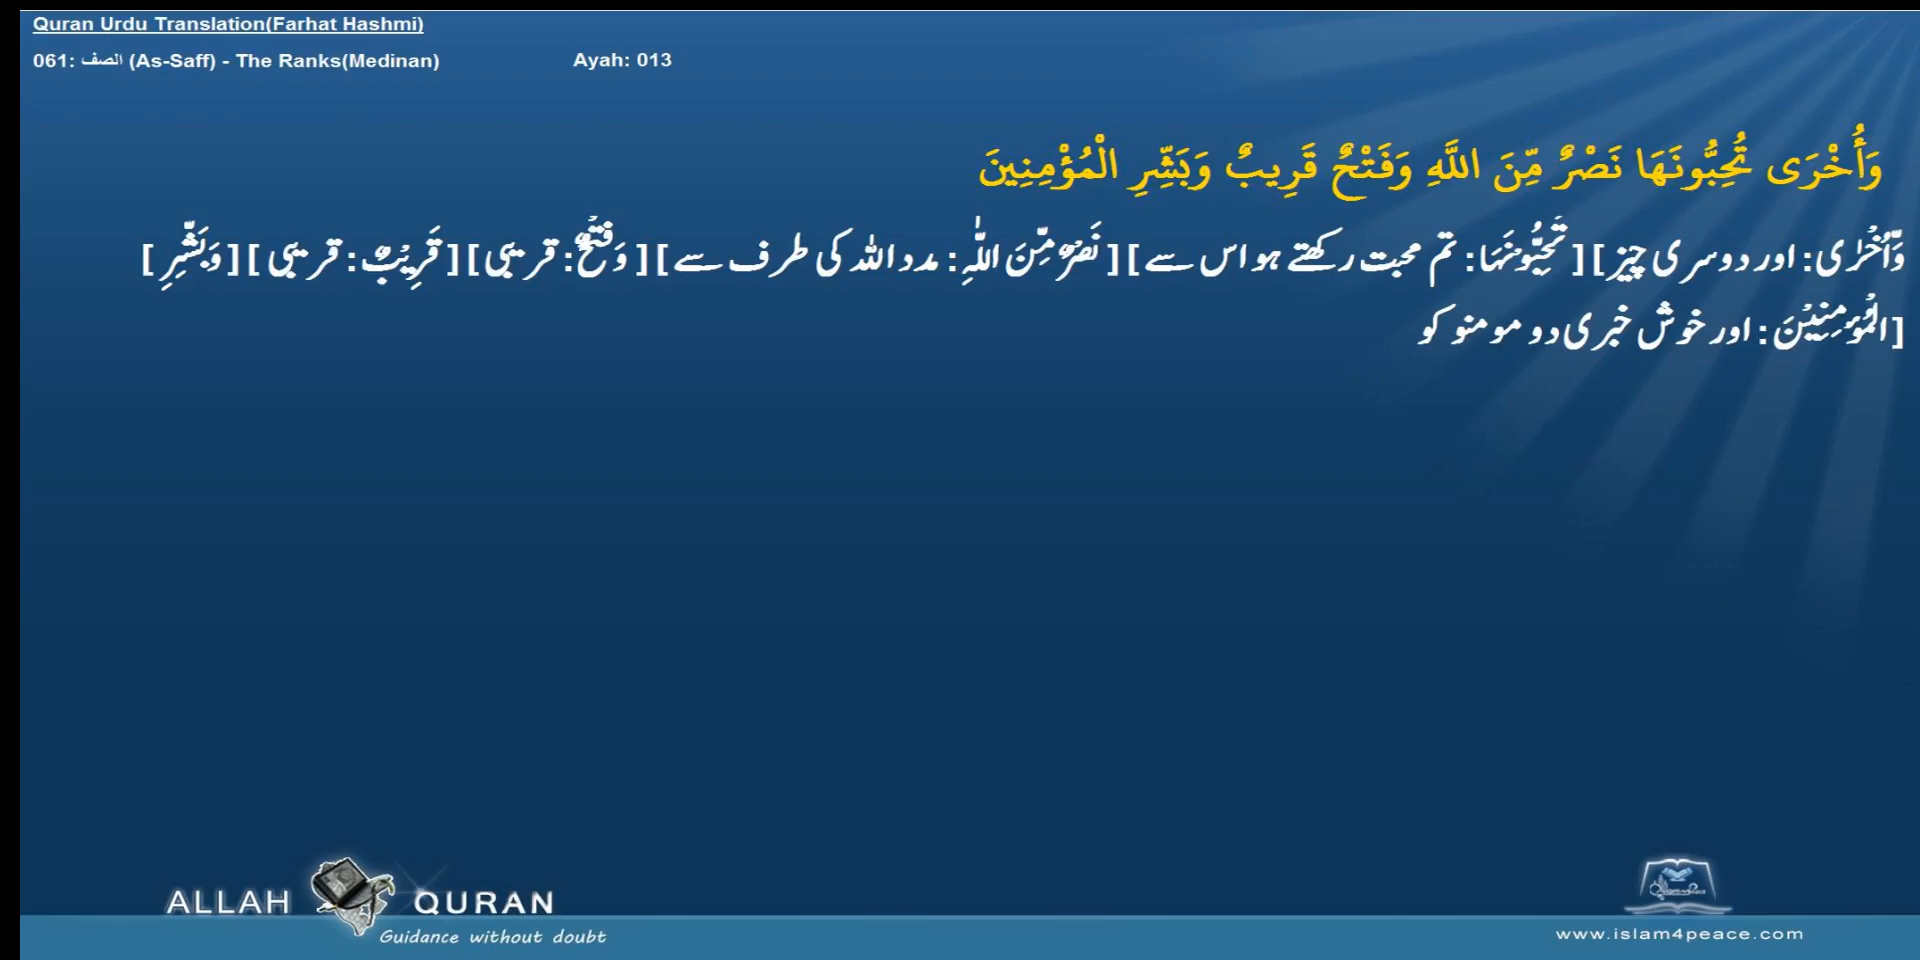 Quran Urdu Translation(Farhat Hashmi)
061: الصف (As-Saff) - The Ranks(Medinan) Ayah: 013
وَأُخْرَى تُحِبُّونَهَا نَصْرٌ مِّنَ اللَّهِ وَفَتْحٌ قَرِيبٌ وَبَشِّرِ الْمُؤْمِنِينَ
وَّاُخْرٰى: اور دوسری چیز] [تُحِبُّوْنَهَا: تم محبت رکھتے ہو اس سے] [نَصْرٌ مِّنَ اللّٰهِ: مدد اللہ کی طرف سے] [وَفَتْحٌ: قریبی] [قَرِيْبٌ: قریبی] [وَبَشِّرِ]
[الْمُؤْمِنِيْنَ: اور خوش خبری دو مومنو کو
ALLAH QURAN
Guidance without doubt
www.islam4peace.com